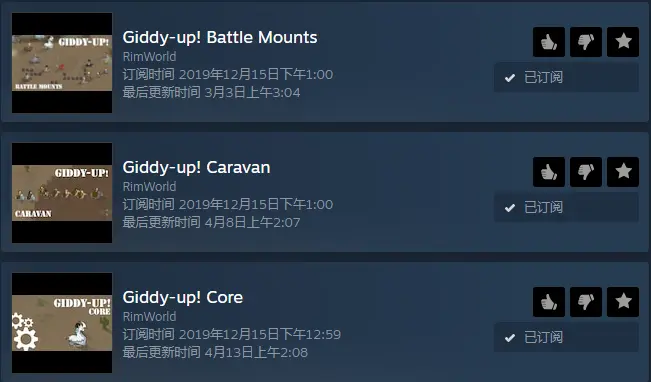 GIDDY-UP!
BATTLE MOUNTS
Giddy-up! Battle Mounts
RimWorld
订阅时间 2019年12月15日下午1:00
最后更新时间 3月3日上午3:04
已订阅
GIDDY-UP!
CARAVAN
Giddy-up! Caravan
RimWorld
订阅时间 2019年12月15日下午1:00
最后更新时间 4月8日上午2:07
已订阅
GIDDY-UP!
CORE
Giddy-up! Core
RimWorld
订阅时间 2019年12月15日下午12:59
最后更新时间 4月13日上午2:08
已订阅